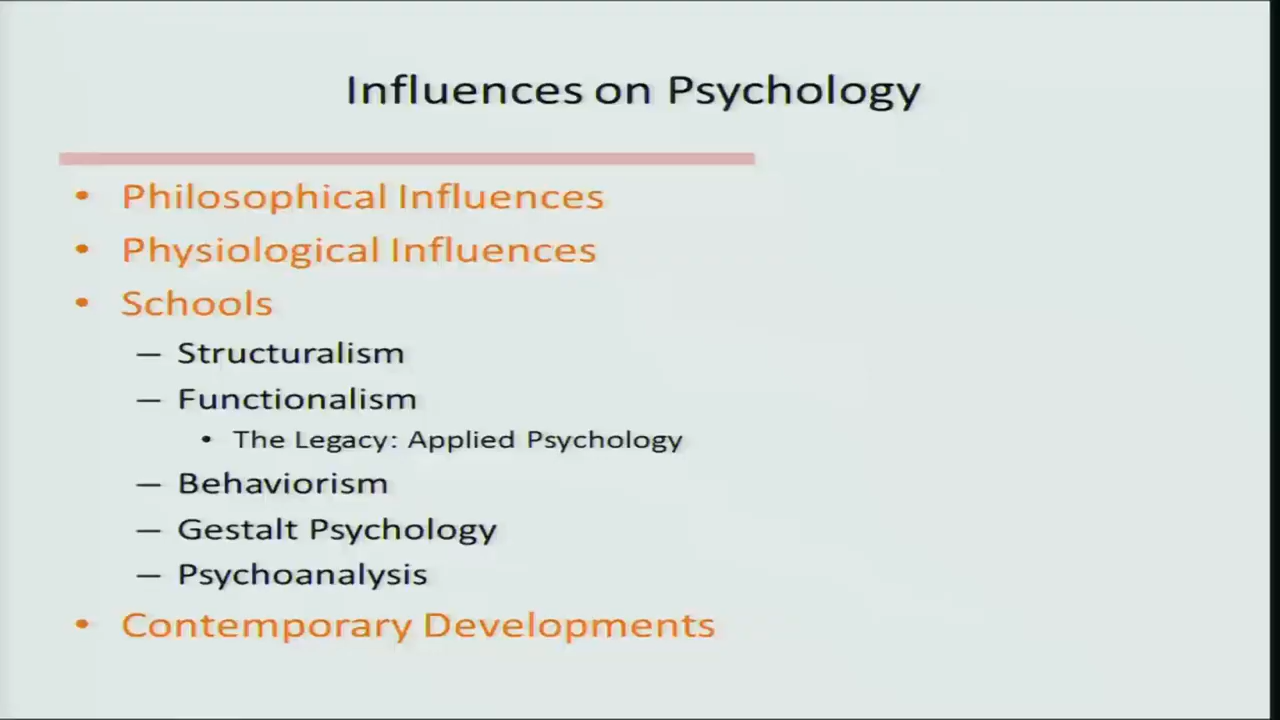 Influences on Psychology
• Philosophical Influences
• Physiological Influences
• Schools
– Structuralism
– Functionalism
• The Legacy: Applied Psychology
– Behaviorism
– Gestalt Psychology
– Psychoanalysis
• Contemporary Developments